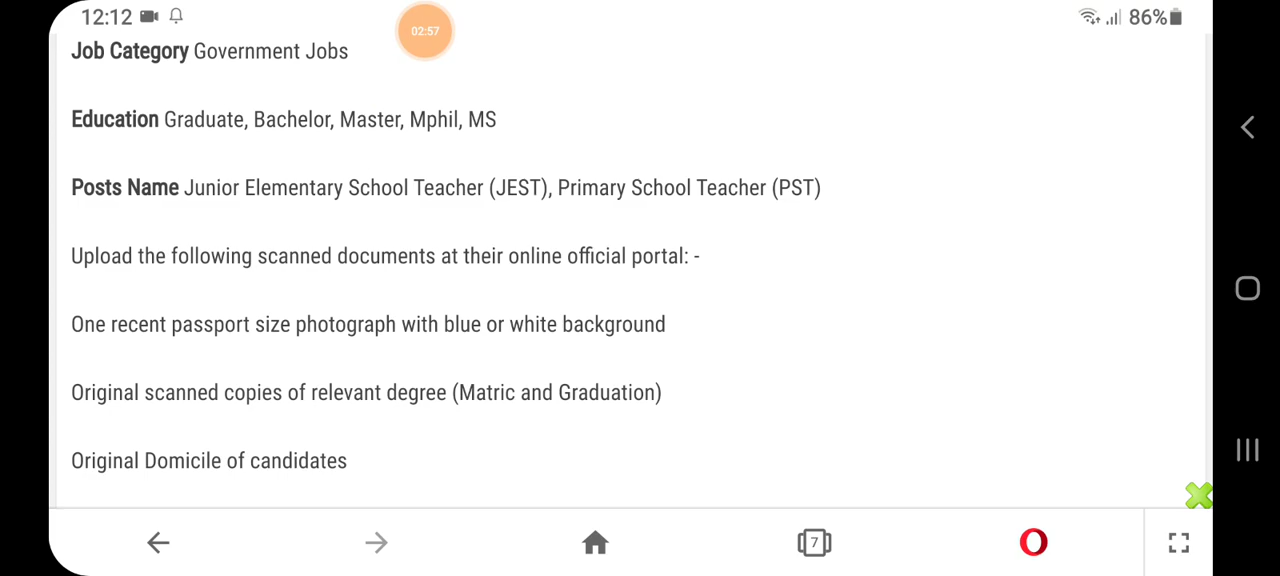 12:12 86%
02:57
Job Category Government Jobs
Education Graduate, Bachelor, Master, Mphil, MS
Posts Name Junior Elementary School Teacher (JEST), Primary School Teacher (PST)
Upload the following scanned documents at their online official portal: -
One recent passport size photograph with blue or white background
Original scanned copies of relevant degree (Matric and Graduation)
Original Domicile of candidates
7